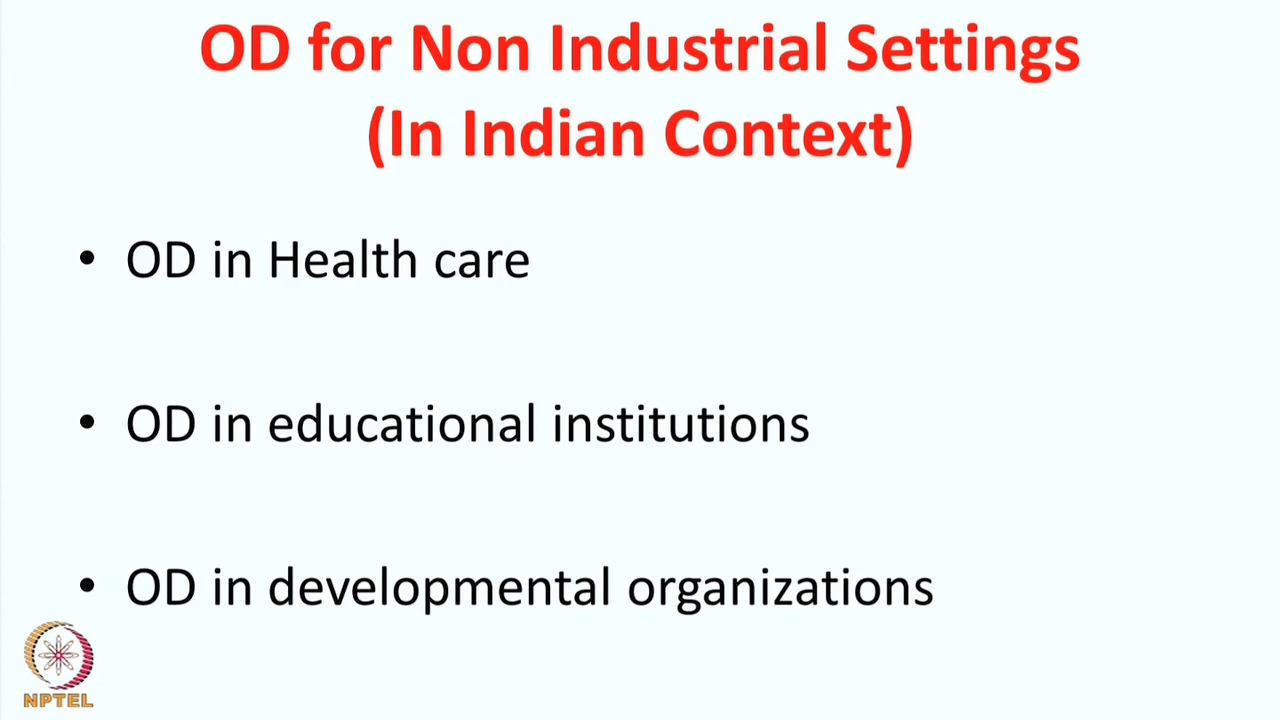 OD for Non Industrial Settings
(In Indian Context)
• OD in Health care
• OD in educational institutions
• OD in developmental organizations
NPTEL